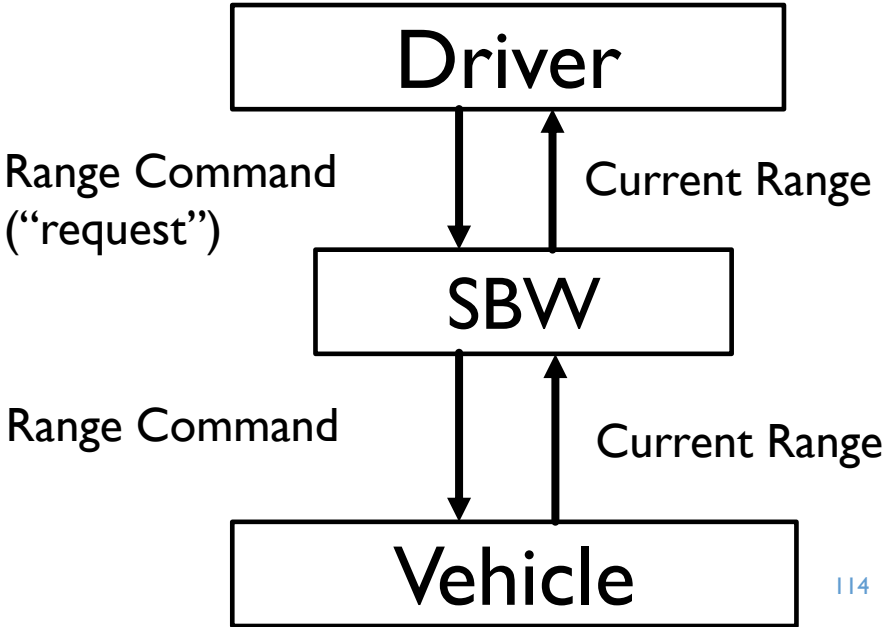 Driver
Range Command
(“request”)
Current Range
SBW
Range Command
Current Range
Vehicle
114